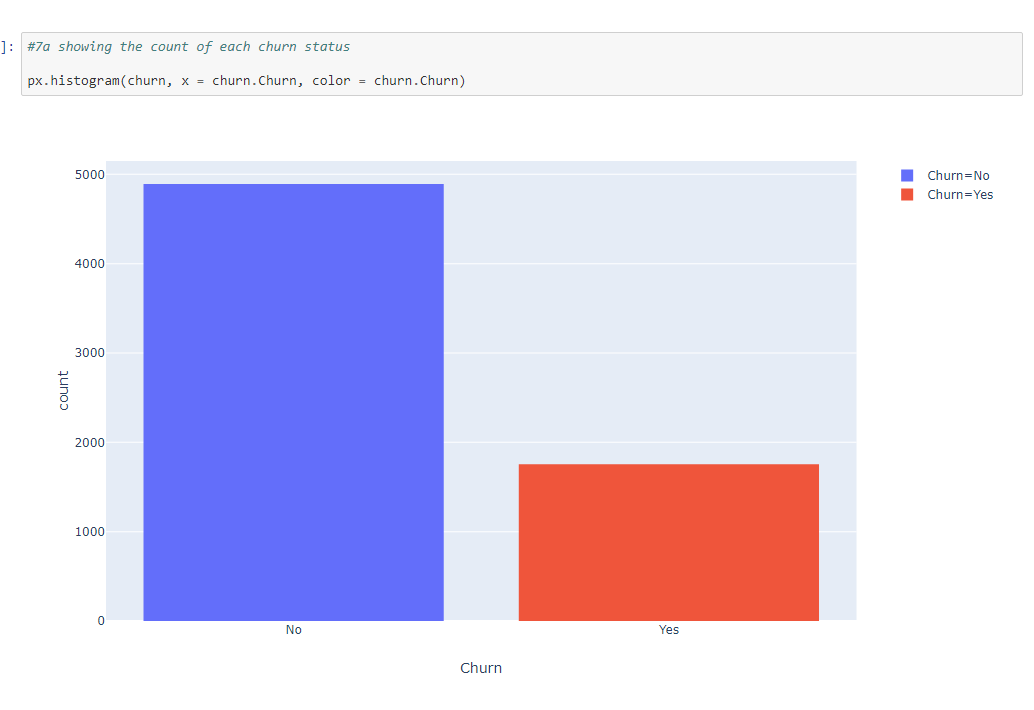 ]:
#7a showing the count of each churn status
px.histogram(churn, x = churn.Churn, color = churn.Churn)
5000
4000
3000
2000
1000
0
count
No
Yes
Churn
Churn=No
Churn=Yes